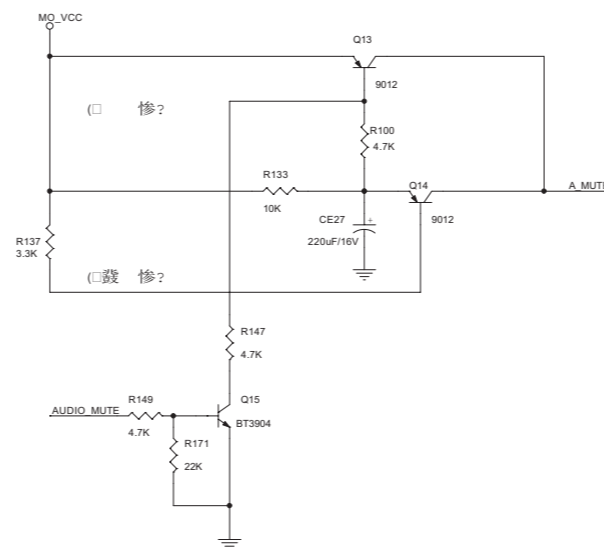 MO_VCC
Q13
9012
(□ 惨?
R100
4.7K
R133
10K
Q14
9012
A_MUTE
CE27
+
220uF/16V
R137
3.3K
(□發 惨?
R147
4.7K
Q15
BT3904
AUDIO_MUTE
R149
4.7K
R171
22K